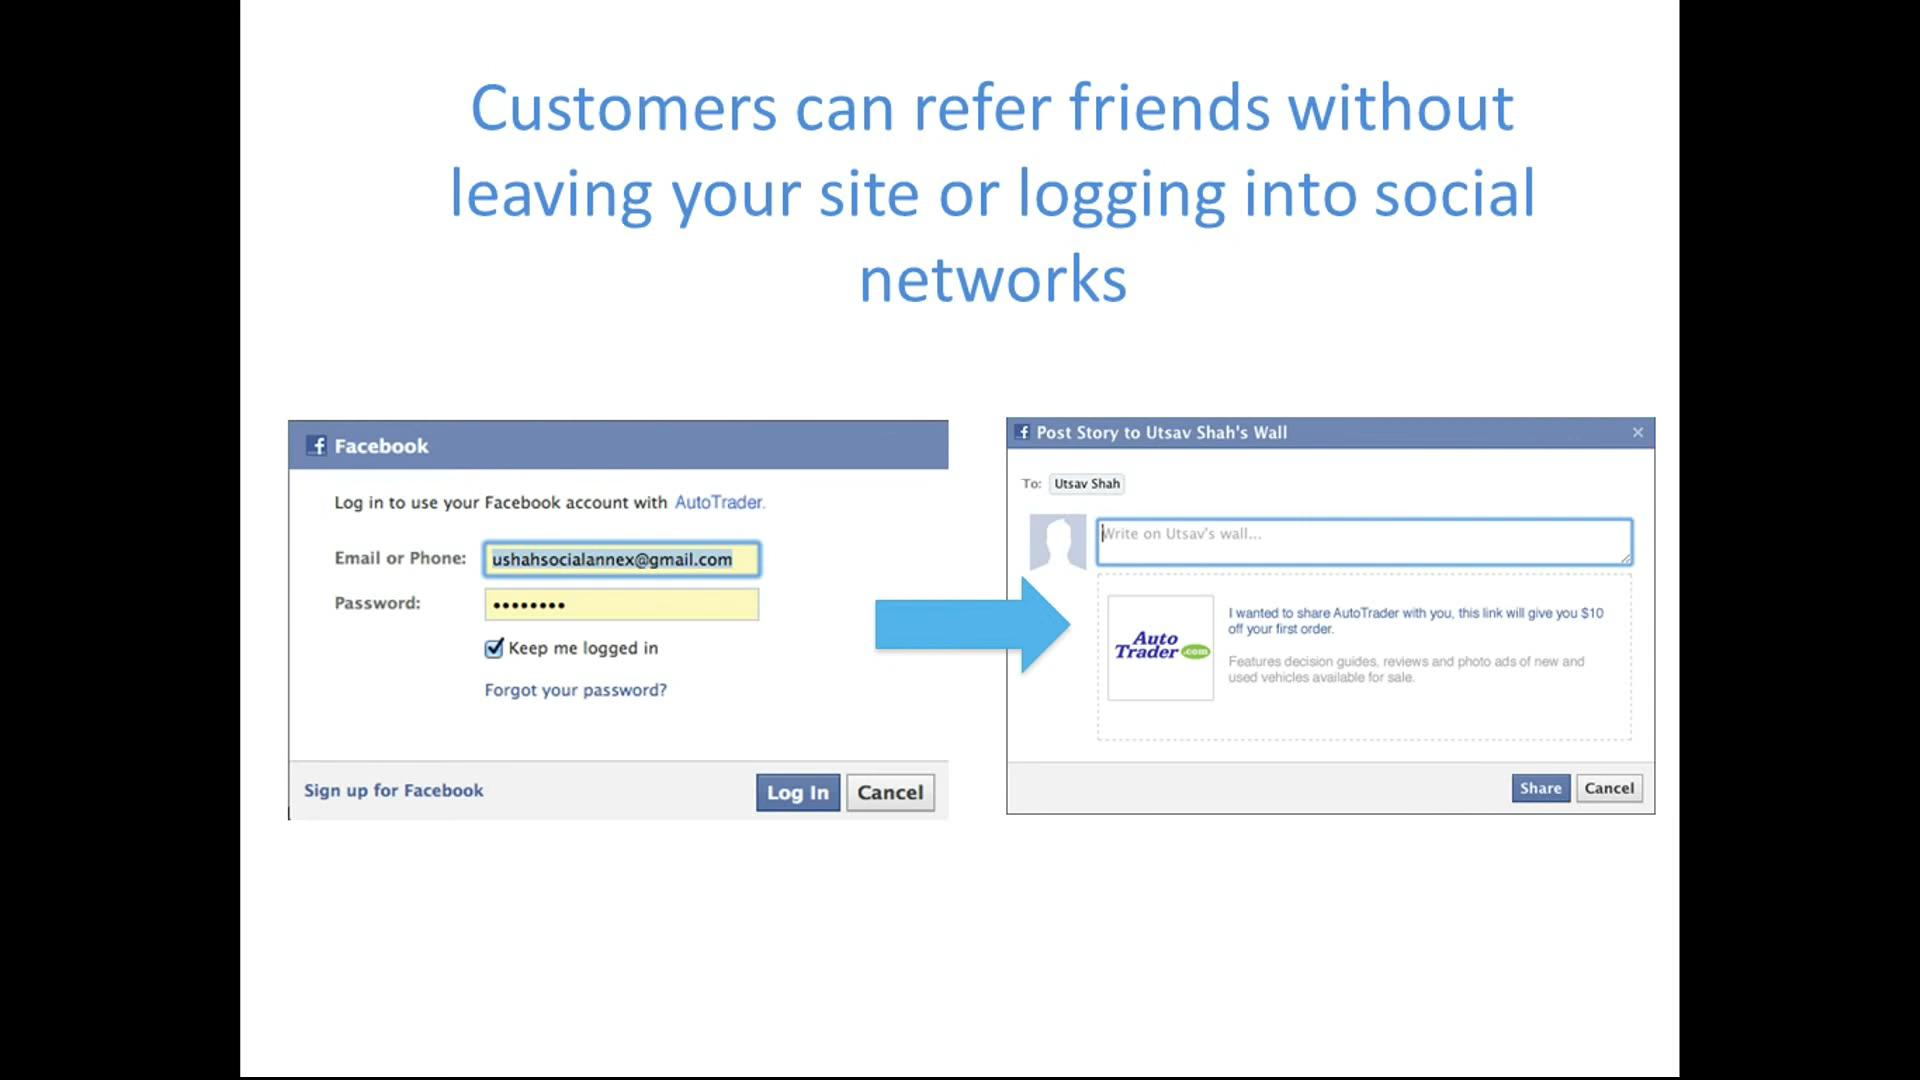 Customers can refer friends without
leaving your site or logging into social
networks
f Facebook
Log in to use your Facebook account with AutoTrader.
Email or Phone: ushahsocialannex@gmail.com
Password: ••••••••
Keep me logged in
Forgot your password?
Sign up for Facebook
Log In Cancel
f Post Story to Utsav Shah's Wall ×
To: Utsav Shah
Write on Utsav's wall...
Auto
Trader.com
I wanted to share AutoTrader with you, this link will give you $10
off your first order.
Features decision guides, reviews and photo ads of new and
used vehicles available for sale.
Share Cancel